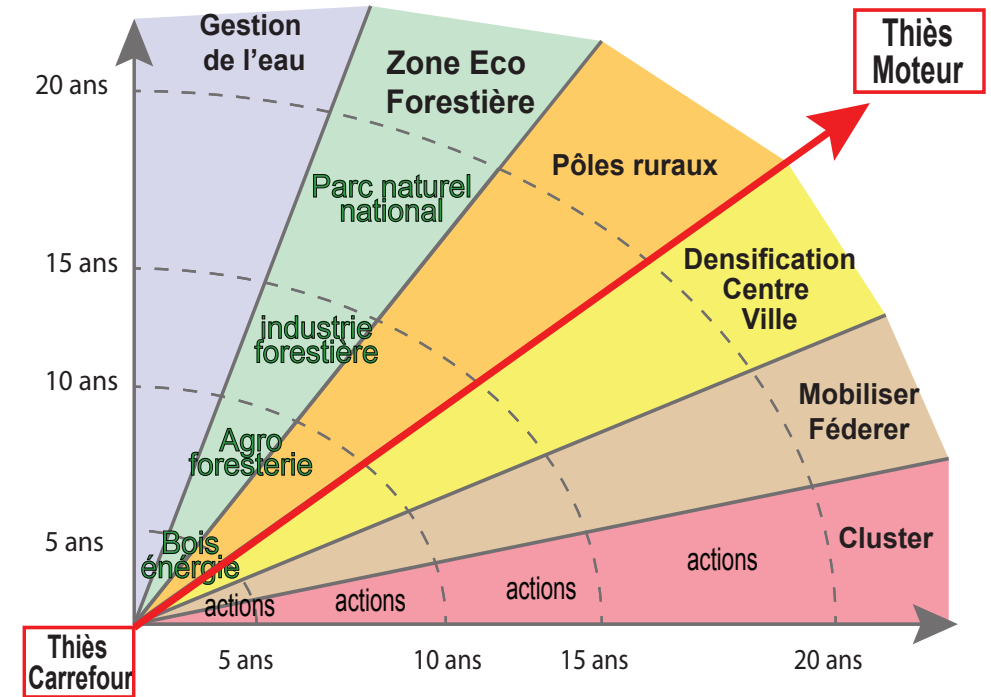 Gestion
de l'eau
Zone Eco
Forestière
Thiès
Moteur
20 ans
Pôles ruraux
Parc naturel
national
15 ans
Densification
Centre
Ville
industrie
forestière
10 ans
Mobiliser
Féderer
Agro
foresterie
5 ans
Bois
énérgie
Cluster
actions
actions
actions
actions
Thiès
Carrefour
5 ans
10 ans
15 ans
20 ans